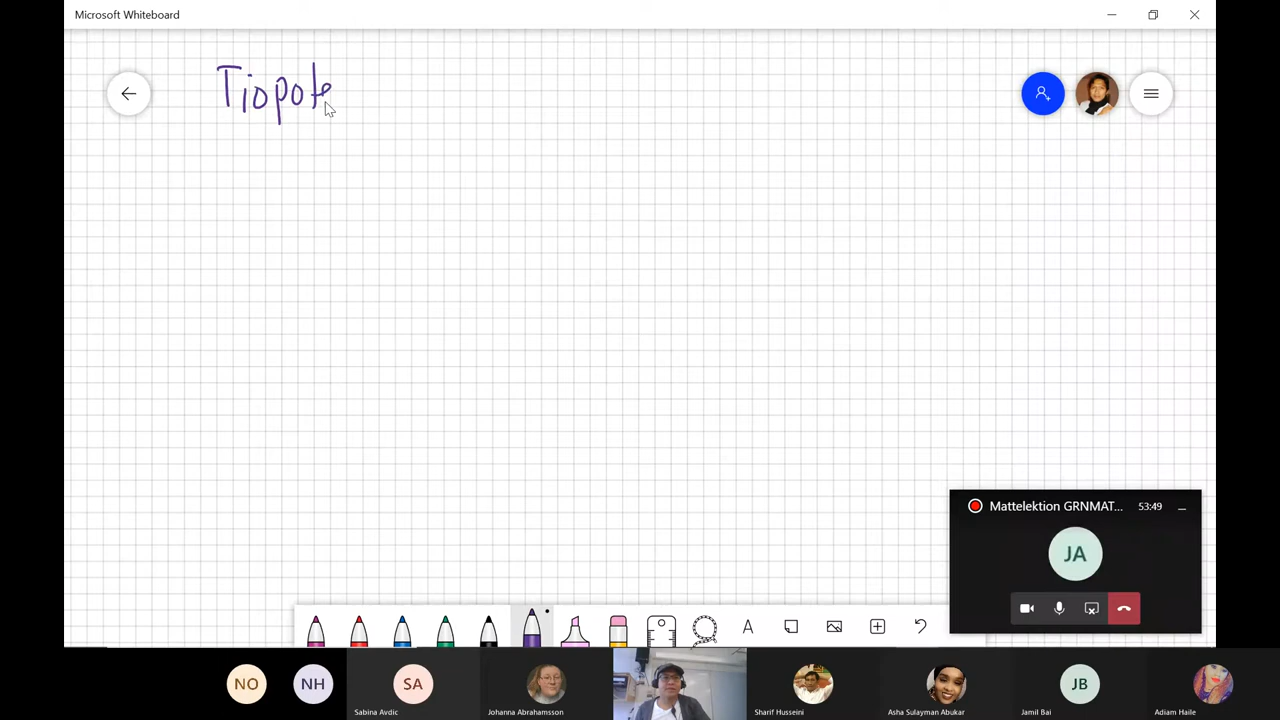 Microsoft Whiteboard
Tiopote
Mattelektion GRNMAT... 53:49
JA
A
NO NH SA JB
Sabina Avdic Johanna Abrahamsson Sharif Husseini Asha Sulayman Abukar Jamil Bai Adiam Haile